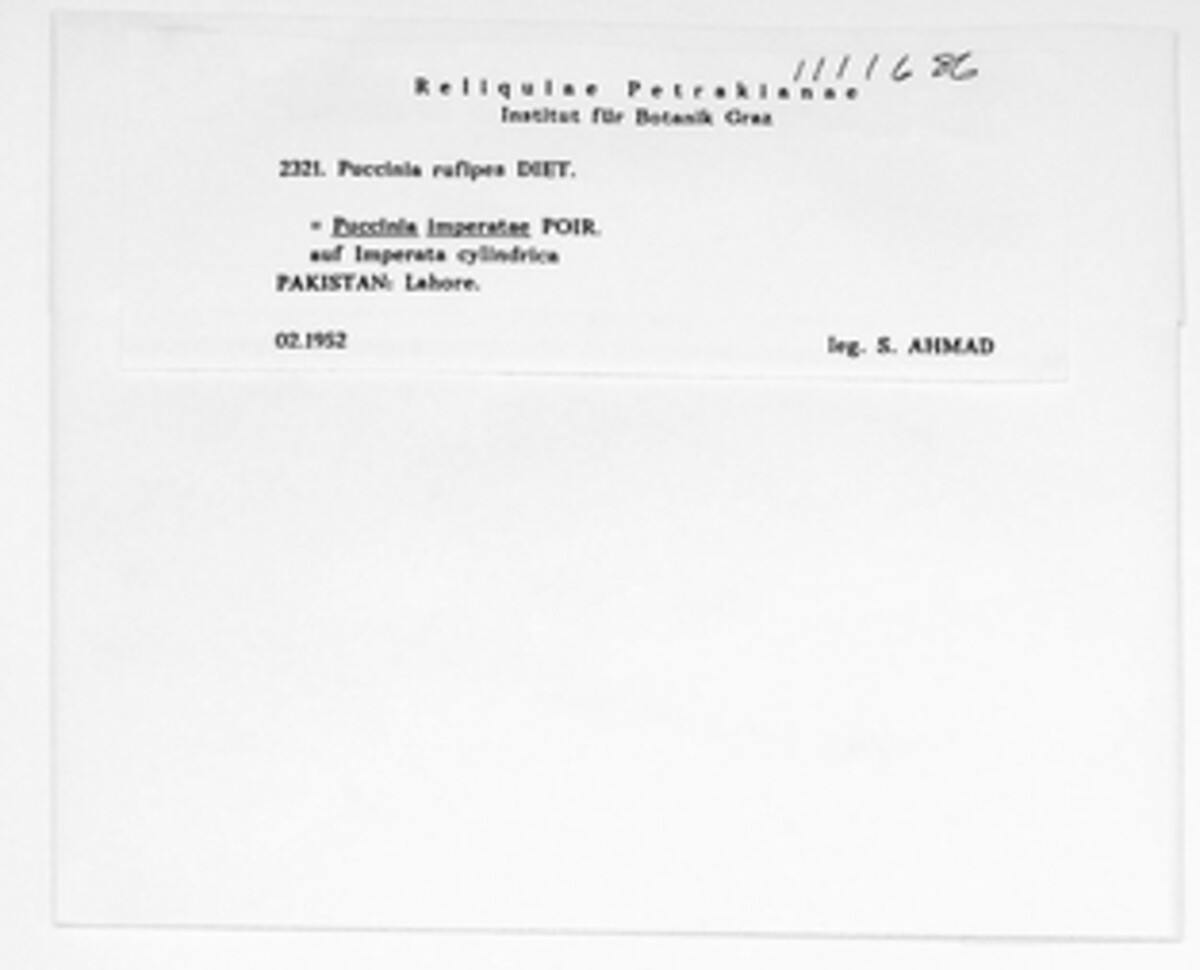 1111686
Reliquiae Petrakianae
Institut für Botanik Graz
2321. Puccinia rufipes DIET.
= Puccinia imperatae POIR.
auf Imperata cylindrica
PAKISTAN: Lahore.
02.1952 leg. S. AHMAD